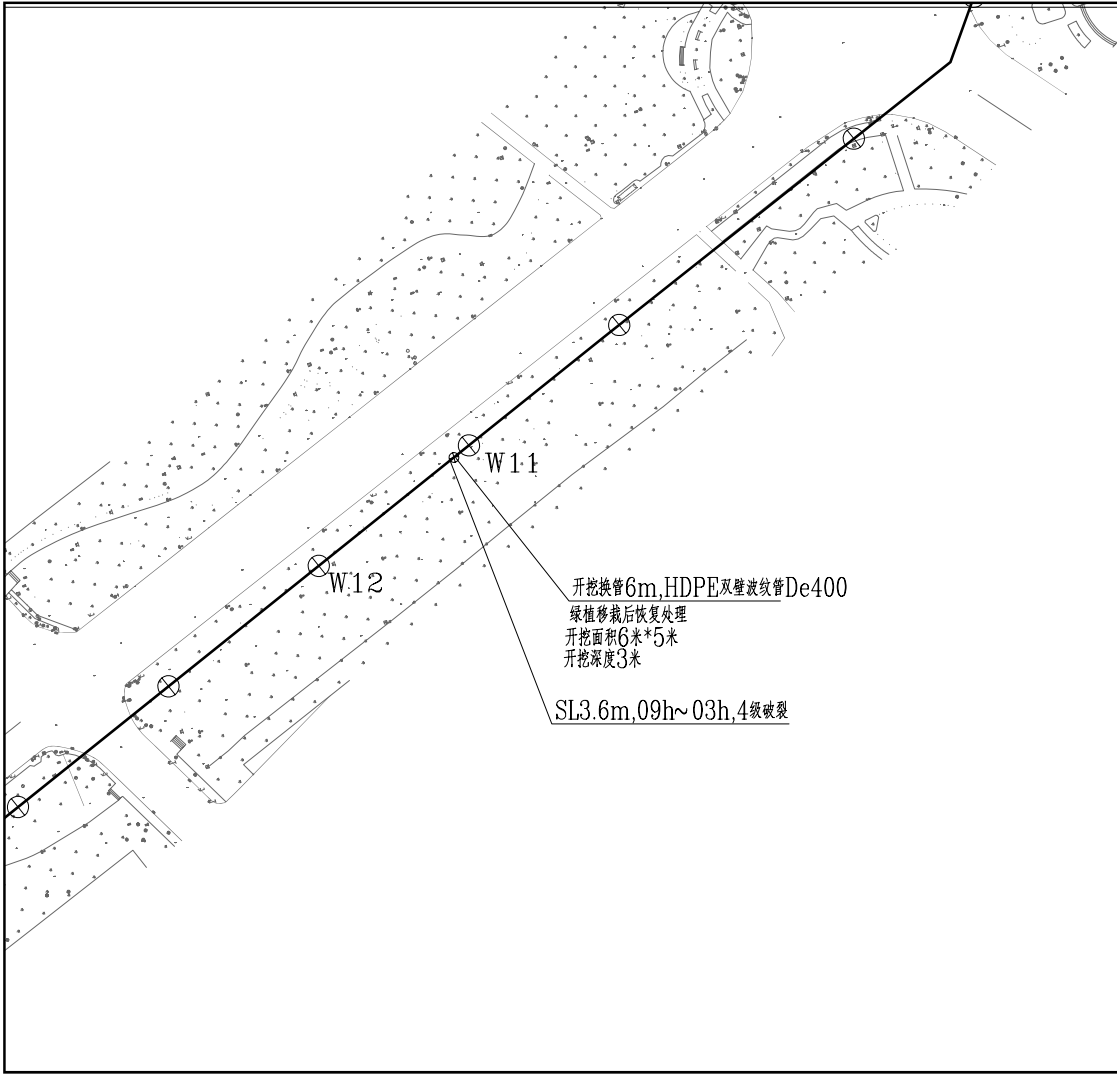 W11
W12
开挖换管6m,HDPE双壁波纹管De400
绿植移栽后恢复处理
开挖面积6米*5米
开挖深度3米
SL3.6m,09h~03h,4级破裂